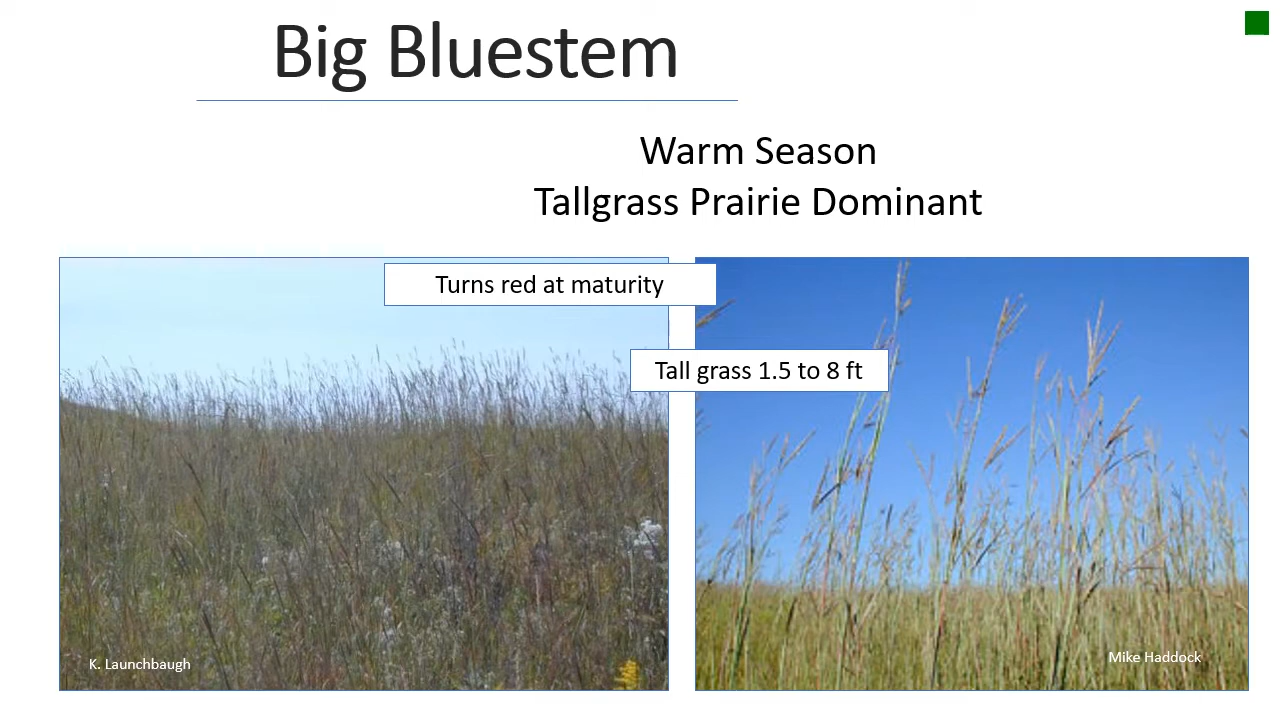 Big Bluestem
Warm Season
Tallgrass Prairie Dominant
Turns red at maturity
Tall grass 1.5 to 8 ft
K. Launchbaugh
Mike Haddock